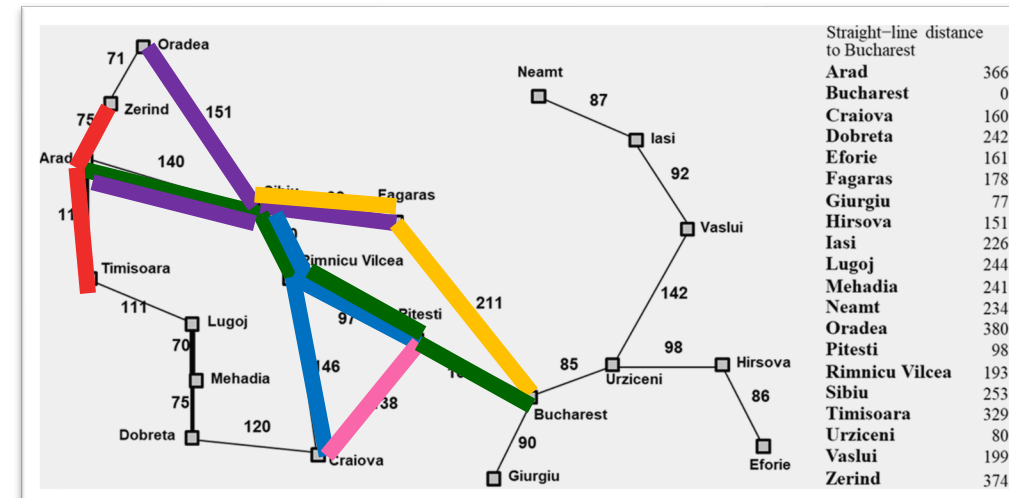 Oradea
71
Zerind
75
151
Arad
140
Fagaras
Timisoara
111
Lugoj
70
Mehadia
75
Dobreta
120
Craiova
Rimnicu Vilcea
97
146
Pitesti
138
211
Bucharest
90
Giurgiu
85
Urziceni
98
Hirsova
86
Eforie
142
Vaslui
92
Iasi
87
Neamt
Straight-line distance
to Bucharest
Arad 366
Bucharest 0
Craiova 160
Dobreta 242
Eforie 161
Fagaras 178
Giurgiu 77
Hirsova 151
Iasi 226
Lugoj 244
Mehadia 241
Neamt 234
Oradea 380
Pitesti 98
Rimnicu Vilcea 193
Sibiu 253
Timisoara 329
Urziceni 80
Vaslui 199
Zerind 374